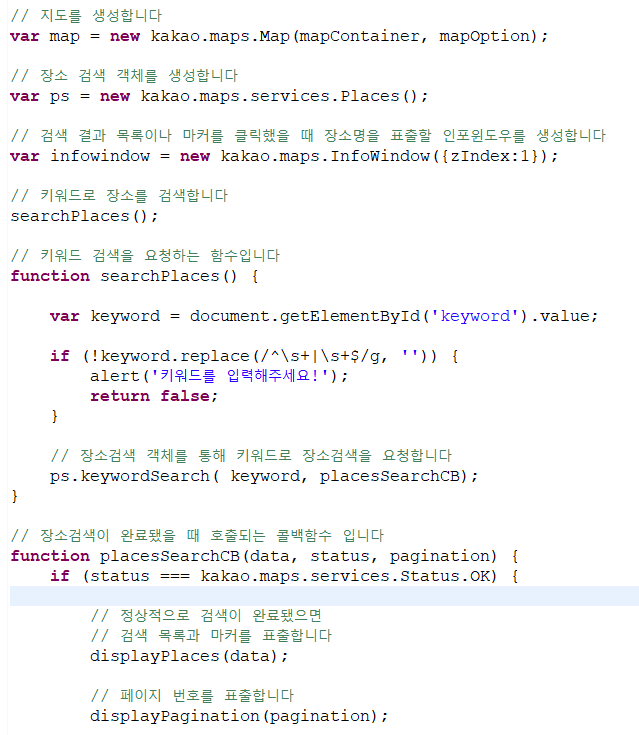 // 지도를 생성합니다
var map = new kakao.maps.Map(mapContainer, mapOption);
// 장소 검색 객체를 생성합니다
var ps = new kakao.maps.services.Places();
// 검색 결과 목록이나 마커를 클릭했을 때 장소명을 표출할 인포윈도우를 생성합니다
var infowindow = new kakao.maps.InfoWindow({zIndex:1});
// 키워드로 장소를 검색합니다
searchPlaces();
// 키워드 검색을 요청하는 함수입니다
function searchPlaces() {
var keyword = document.getElementById('keyword').value;
if (!keyword.replace(/^\s+|\s+$/g, '')) {
alert('키워드를 입력해주세요!');
return false;
}
// 장소검색 객체를 통해 키워드로 장소검색을 요청합니다
ps.keywordSearch( keyword, placesSearchCB);
}
// 장소검색이 완료됐을 때 호출되는 콜백함수 입니다
function placesSearchCB(data, status, pagination) {
if (status === kakao.maps.services.Status.OK) {
// 정상적으로 검색이 완료됐으면
// 검색 목록과 마커를 표출합니다
displayPlaces(data);
// 페이지 번호를 표출합니다
displayPagination(pagination);